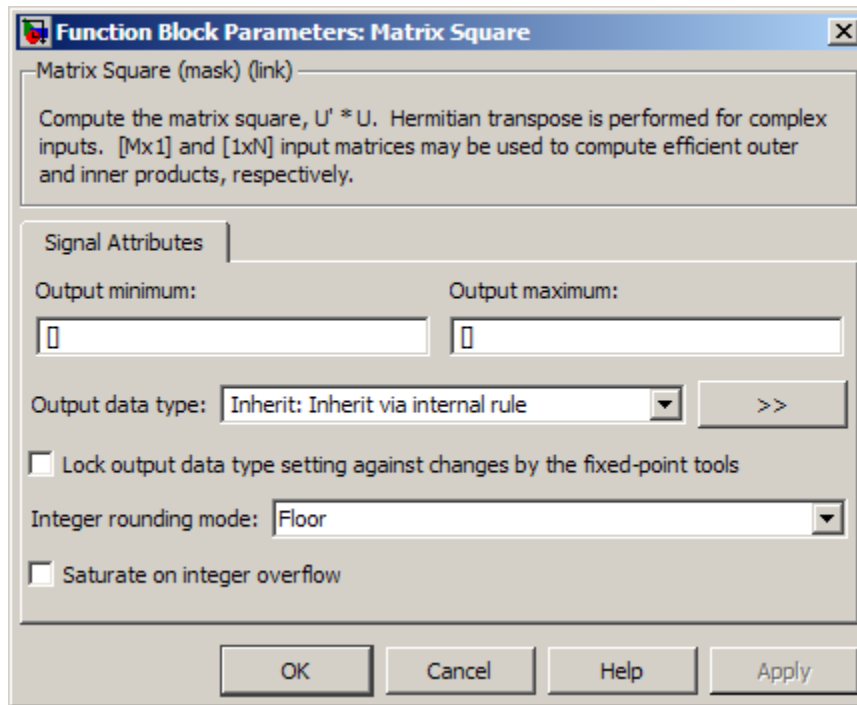 Function Block Parameters: Matrix Square
Matrix Square (mask) (link)
Compute the matrix square, U' * U. Hermitian transpose is performed for complex
inputs. [Mx1] and [1xN] input matrices may be used to compute efficient outer
and inner products, respectively.
Signal Attributes
Output minimum: Output maximum:
[] []
Output data type: Inherit: Inherit via internal rule >>
Lock output data type setting against changes by the fixed-point tools
Integer rounding mode: Floor
Saturate on integer overflow
OK Cancel Help Apply